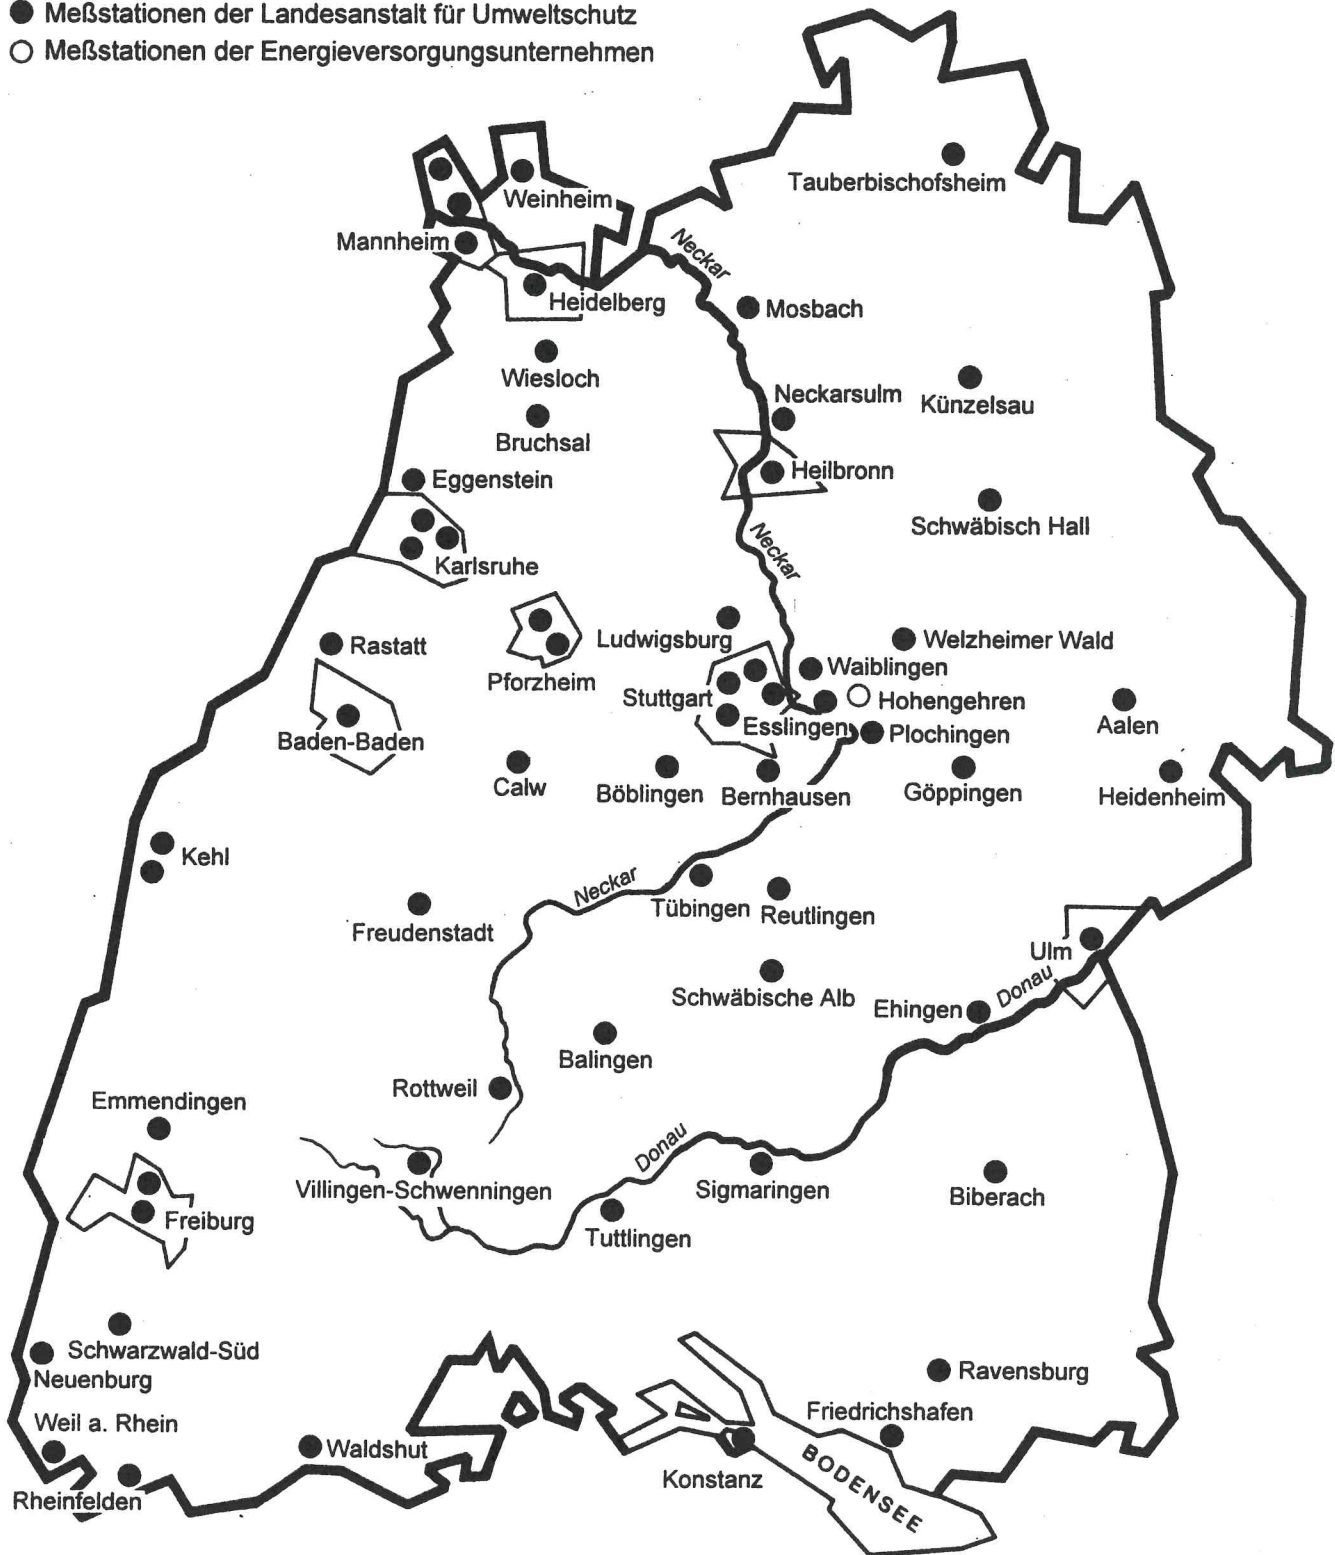 Meßstationen der Landesanstalt für Umweltschutz
Meßstationen der Energieversorgungsunternehmen
Tauberbischofsheim
Weinheim
Mannheim
Neckar
Heidelberg
Mosbach
Wiesloch
Neckarsulm
Künzelsau
Bruchsal
Heilbronn
Eggenstein
Schwäbisch Hall
Neckar
Karlsruhe
Ludwigsburg
Welzheimer Wald
Rastatt
Waiblingen
Pforzheim
Stuttgart
Hohengehren
Esslingen
Plochingen
Aalen
Baden-Baden
Calw
Böblingen
Bernhausen
Göppingen
Heidenheim
Kehl
Neckar
Tübingen
Reutlingen
Freudenstadt
Ulm
Schwäbische Alb
Donau
Ehingen
Balingen
Rottweil
Emmendingen
Donau
Villingen-Schwenningen
Sigmaringen
Biberach
Freiburg
Tuttlingen
Schwarzwald-Süd
Neuenburg
Ravensburg
Friedrichshafen
Weil a. Rhein
Waldshut
Konstanz
BODENSEE
Rheinfelden